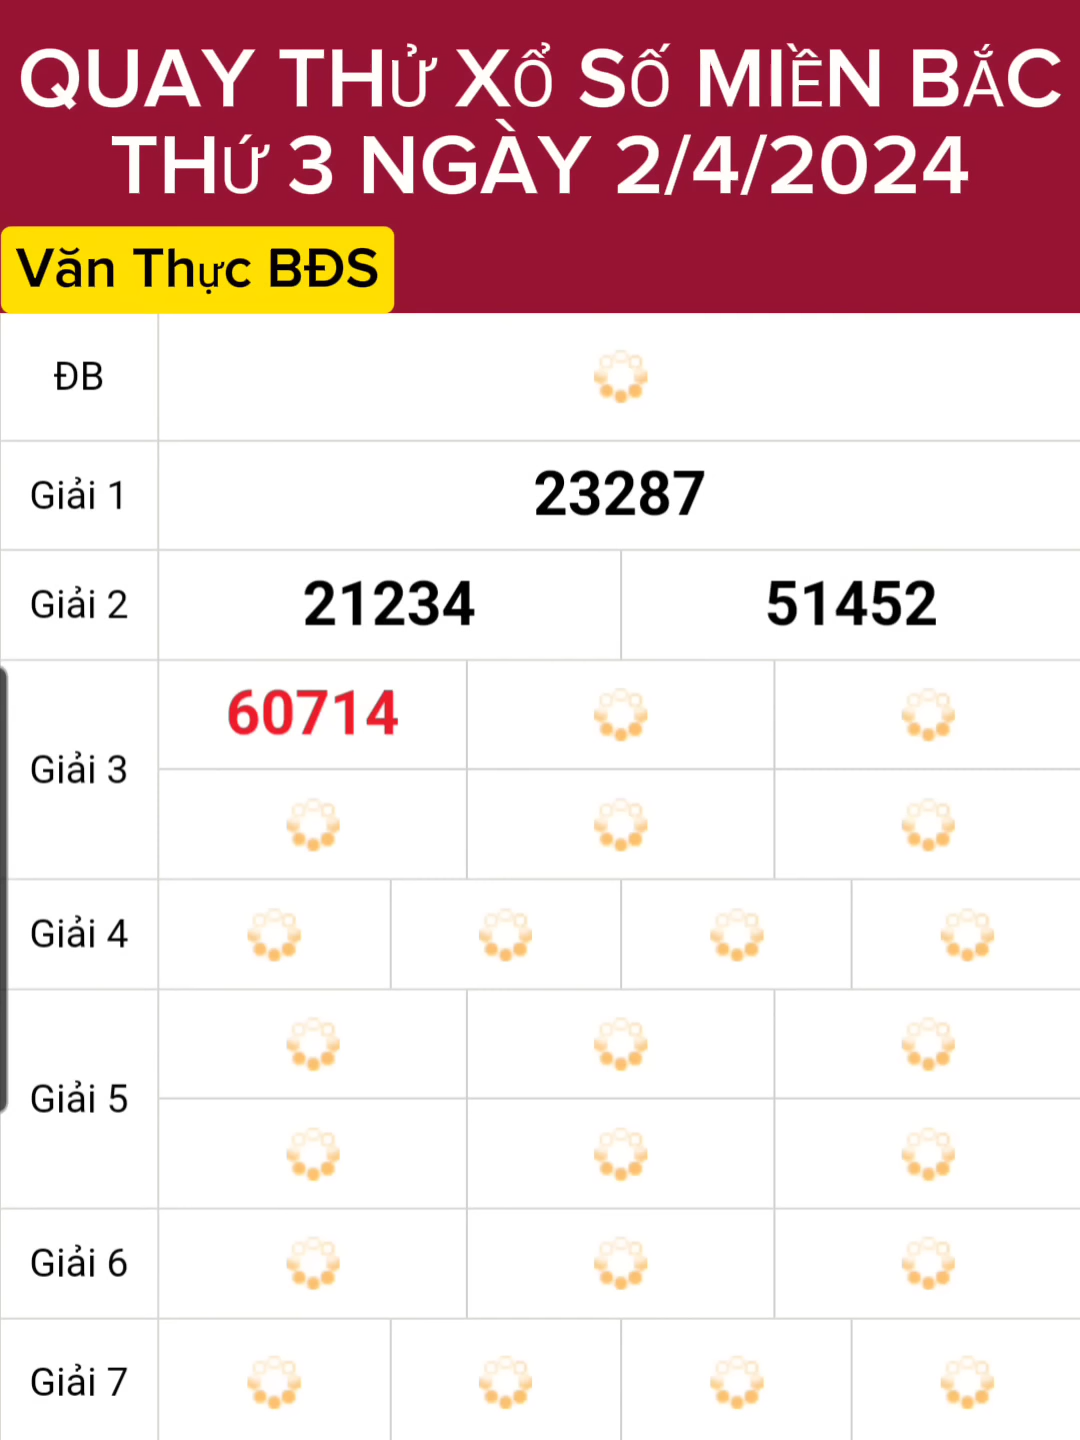 QUAY THỬ XỔ SỐ MIỀN BẮC
THỨ 3 NGÀY 2/4/2024
Văn Thực BĐS
ĐB
Giải 1 23287
Giải 2 21234 51452
Giải 3 60714
Giải 4
Giải 5
Giải 6
Giải 7